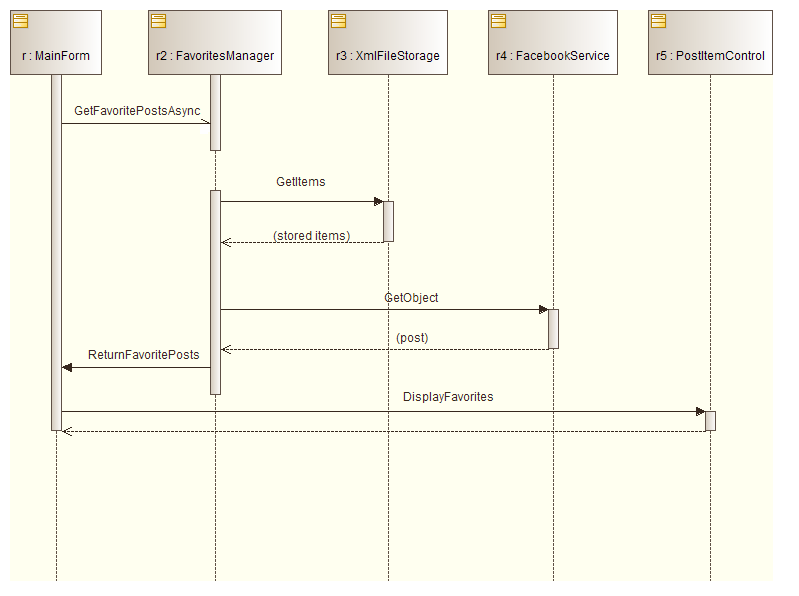 r : MainForm
r2 : FavoritesManager
r3 : XmlFileStorage
r4 : FacebookService
r5 : PostItemControl
GetFavoritePostsAsync
GetItems
(stored items)
GetObject
(post)
ReturnFavoritePosts
DisplayFavorites